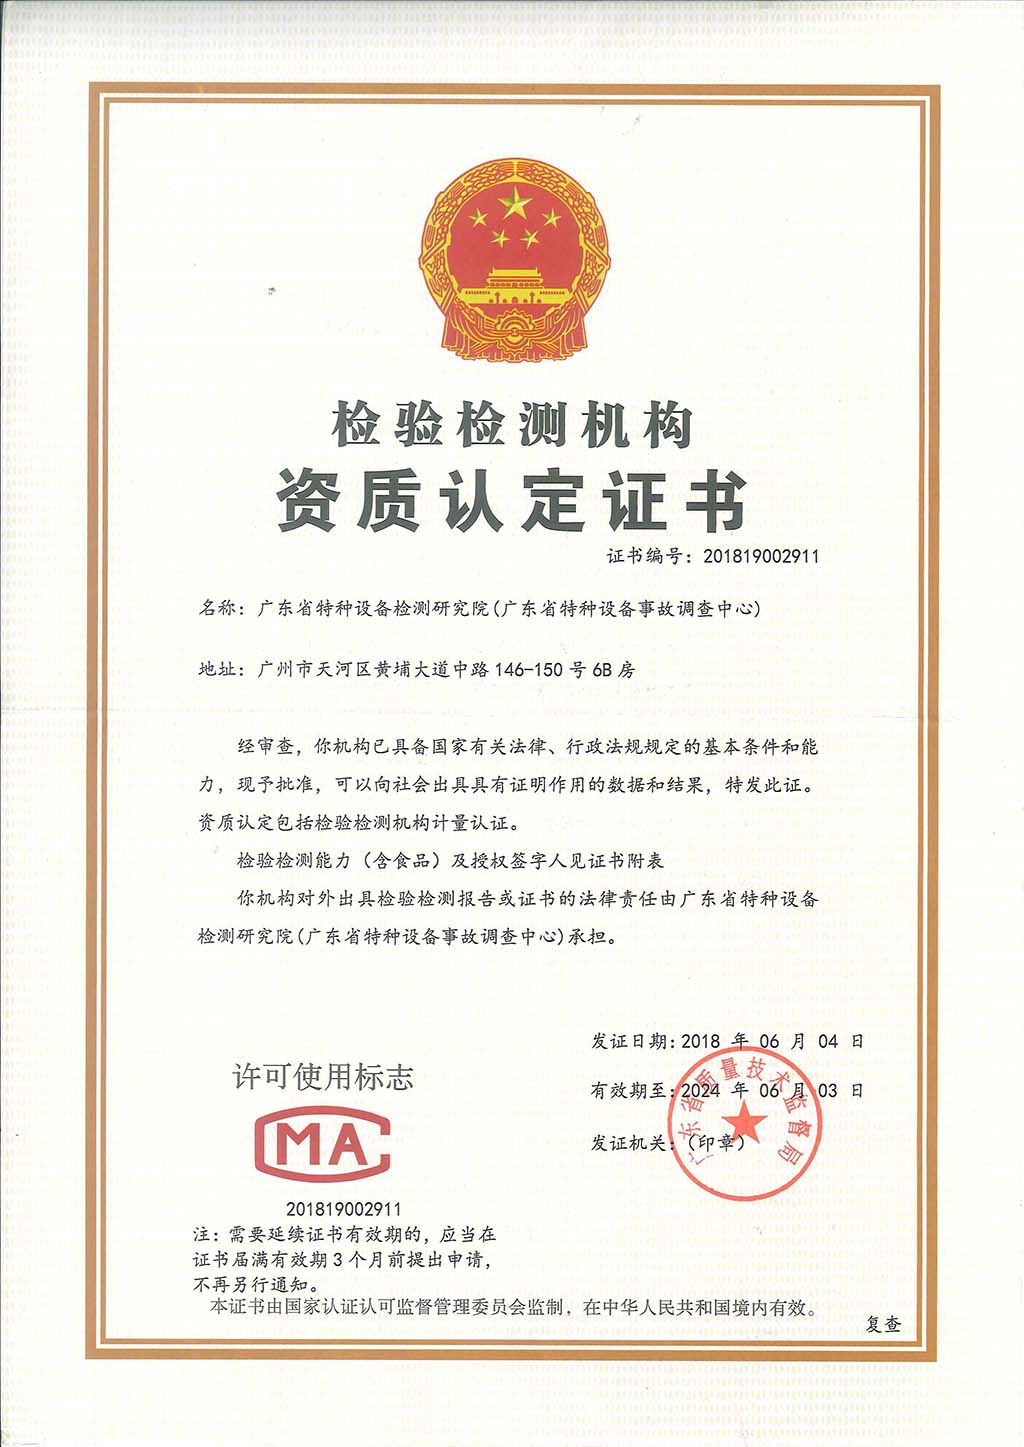 检验检测机构
资质认定证书
证书编号：201819002911
名称：广东省特种设备检测研究院(广东省特种设备事故调查中心)
地址：广州市天河区黄埔大道中路146-150号6B房
经审查，你机构已具备国家有关法律、行政法规规定的基本条件和能
力，现予批准，可以向社会出具具有证明作用的数据和结果，特发此证。
资质认定包括检验检测机构计量认证。
检验检测能力（含食品）及授权签字人见证书附表
你机构对外出具检验检测报告或证书的法律责任由广东省特种设备
检测研究院(广东省特种设备事故调查中心)承担。
许可使用标志
MA
201819002911
注：需要延续证书有效期的，应当在
证书届满有效期3个月前提出申请，
不再另行通知。
发证日期:2018 年 06 月 04 日
有效期至:2024 年 06 月 03 日
发证机关:（印章）
广东省质量技术监督局
本证书由国家认证认可监督管理委员会监制，在中华人民共和国境内有效。
复查